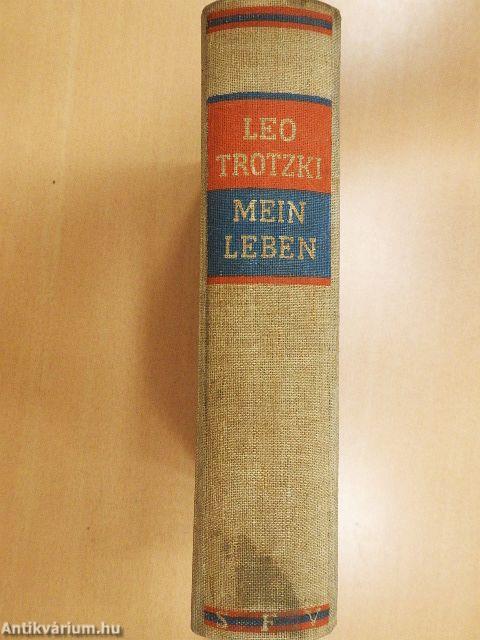 LEO
TROTZKI
MEIN
LEBEN
S F V
Antikvárium.hu